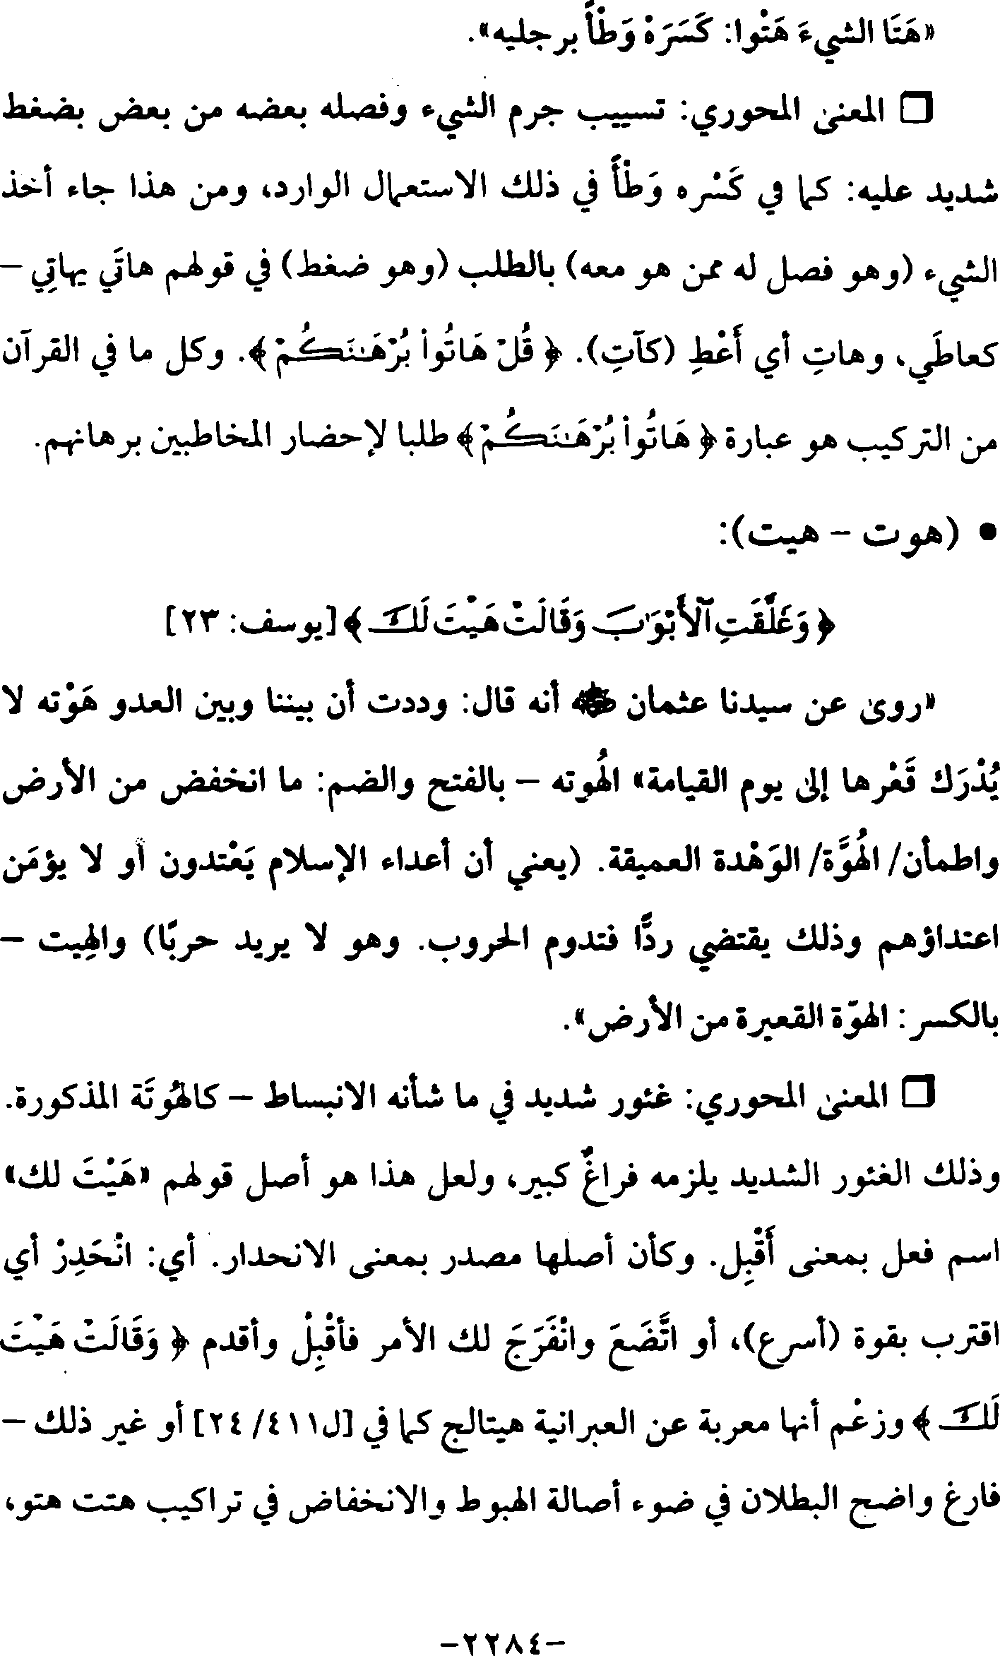 «هَتَا الشيءَ هَتْوا: كَسَرَهْ وَطْأً برجليه».
❑ المعنى المحوري: تسييب جرم الشيء وفصله بعضه من بعض بضغط
شديد عليه: كما في كَسْره وَطْأً في ذلك الاستعمال الوارد، ومن هذا جاء أخذ
الشيء (وهو فصل له ممن هو معه) بالطلب (وهو ضغط) في قولهم هاتَي يهاتِي –
كعاطَي، وهاتِ أي أَعْطِ (كآتِ). ﴿ قُلْ هَاتُوا۟ بُرْهَـٰنَكُمْ ﴾. وكل ما في القرآن
من التركيب هو عبارة ﴿ هَاتُوا۟ بُرْهَـٰنَكُمْ ﴾ طلبا لإحضار المخاطبين برهانهم.
• (هوت – هيت):
﴿ وَغَلَّقَتِ ٱلْأَبْوَٰبَ وَقَالَتْ هَيْتَ لَكَ ﴾ [يوسف: ٢٣]
«روى عن سيدنا عثمان ﵁ أنه قال: وددت أن بيننا وبين العدو هَوْته لا
يُدْرَك قَعْرها إلى يوم القيامة» الهُوته – بالفتح والضم: ما انخفض من الأرض
واطمأن/ الهُوَّة/ الوَهْدة العميقة. (يعني أن أعداء الإسلام يَعْتدون أو لا يؤمَن
اعتداؤهم وذلك يقتضي ردًّا فتدوم الحروب. وهو لا يريد حربًا) والهِيت –
بالكسر: الهوّة القعيرة من الأرض».
❑ المعنى المحوري: غئور شديد في ما شأنه الانبساط – كالهُوتَة المذكورة.
وذلك الغئور الشديد يلزمه فراغٌ كبير، ولعل هذا هو أصل قولهم «هَيْتَ لك»
اسم فعل بمعنى أَقْبِل. وكأن أصلها مصدر بمعنى الانحدار. أي: انْحَدِرْ أي
اقترب بقوة (أسرع)، أو اتَّضَعَ وانْفَرَجَ لك الأمر فأقْبِلْ وأقدم ﴿ وَقَالَتْ هَيْتَ
لَكَ ﴾ وزعْم أنها معربة عن العبرانية هيتالج كما في [ل٤١١/ ٢٤] أو غير ذلك –
فارغ واضح البطلان في ضوء أصالة الهبوط والانخفاض في تراكيب هتت هتو،
–٢٢٨٤–